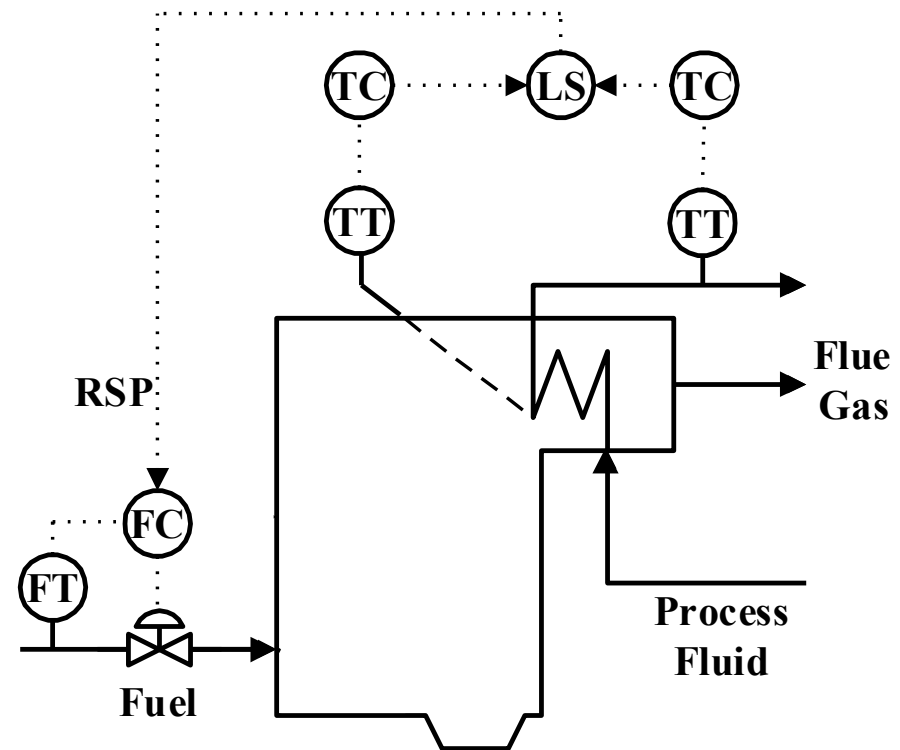 TC
LS
TC
TT
TT
Flue
Gas
RSP
FC
FT
Process
Fluid
Fuel